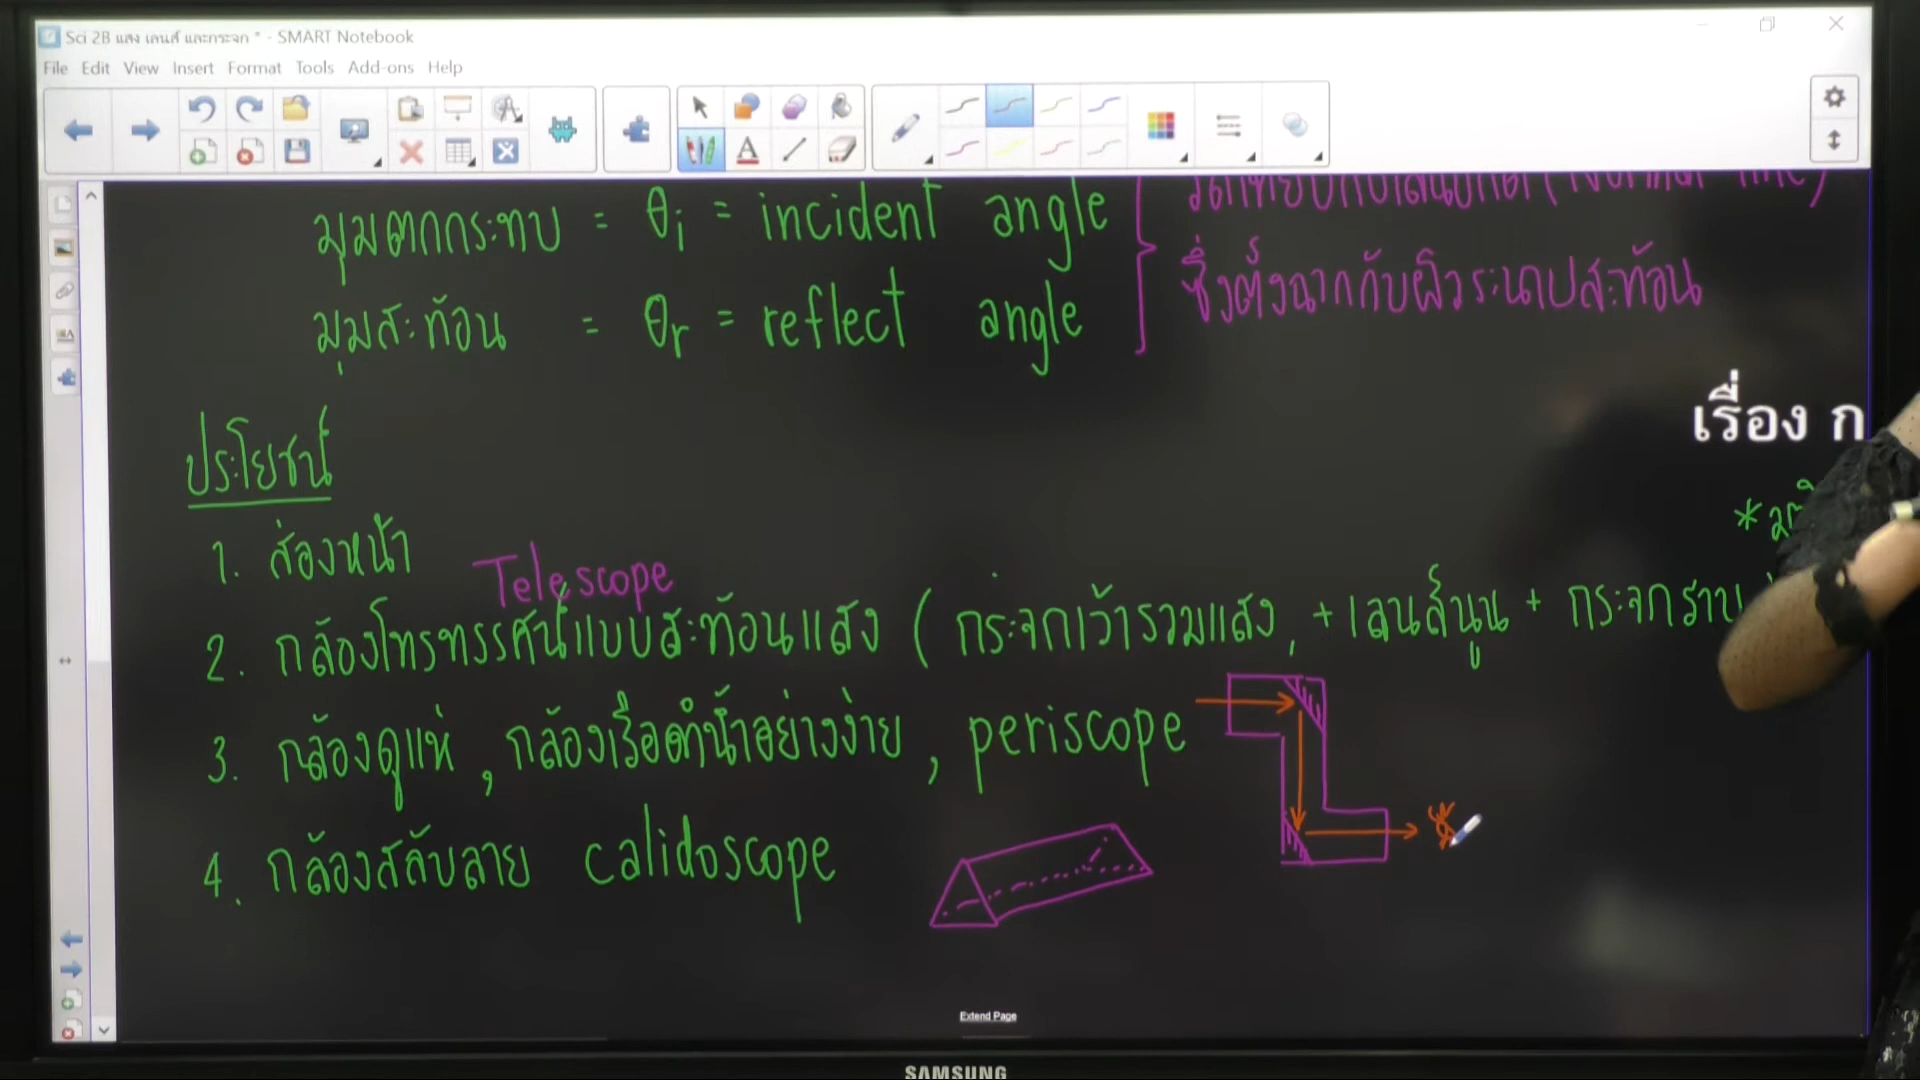 Sci 2B แสง เลนส์ และกระจก * - SMART Notebook
File Edit View Insert Format Tools Add-ons Help
มุมตกกระทบ = θi = incident angle
มุมสะท้อน = θr = reflect angle
ซึ่งตั้งฉากกับผิวระนาบสะท้อน
เรื่อง ก
ประโยชน์
1. ส่องหน้า
Telescope
2. กล้องโทรทรรศน์แบบสะท้อนแสง ( กระจกเว้ารวมแสง, + เลนส์นูน + กระจกราบ
3. กล้องดูแห่ , กล้องเรือดำน้ำอย่างง่าย , periscope
4. กล้องสลับลาย calidoscope
Extend Page
SAMSUNG